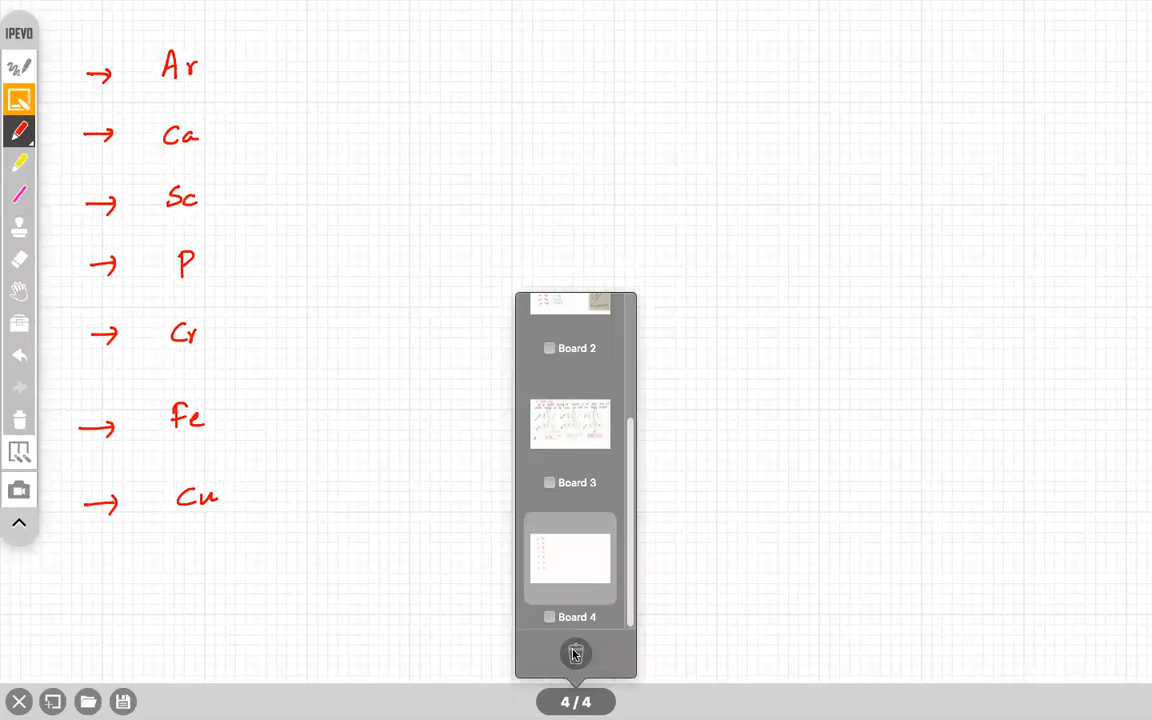 IPEVO
→ Ar
→ Ca
→ Sc
→ P
→ Cr
→ Fe
→ Cu
Board 2
Board 3
Board 4
4 / 4